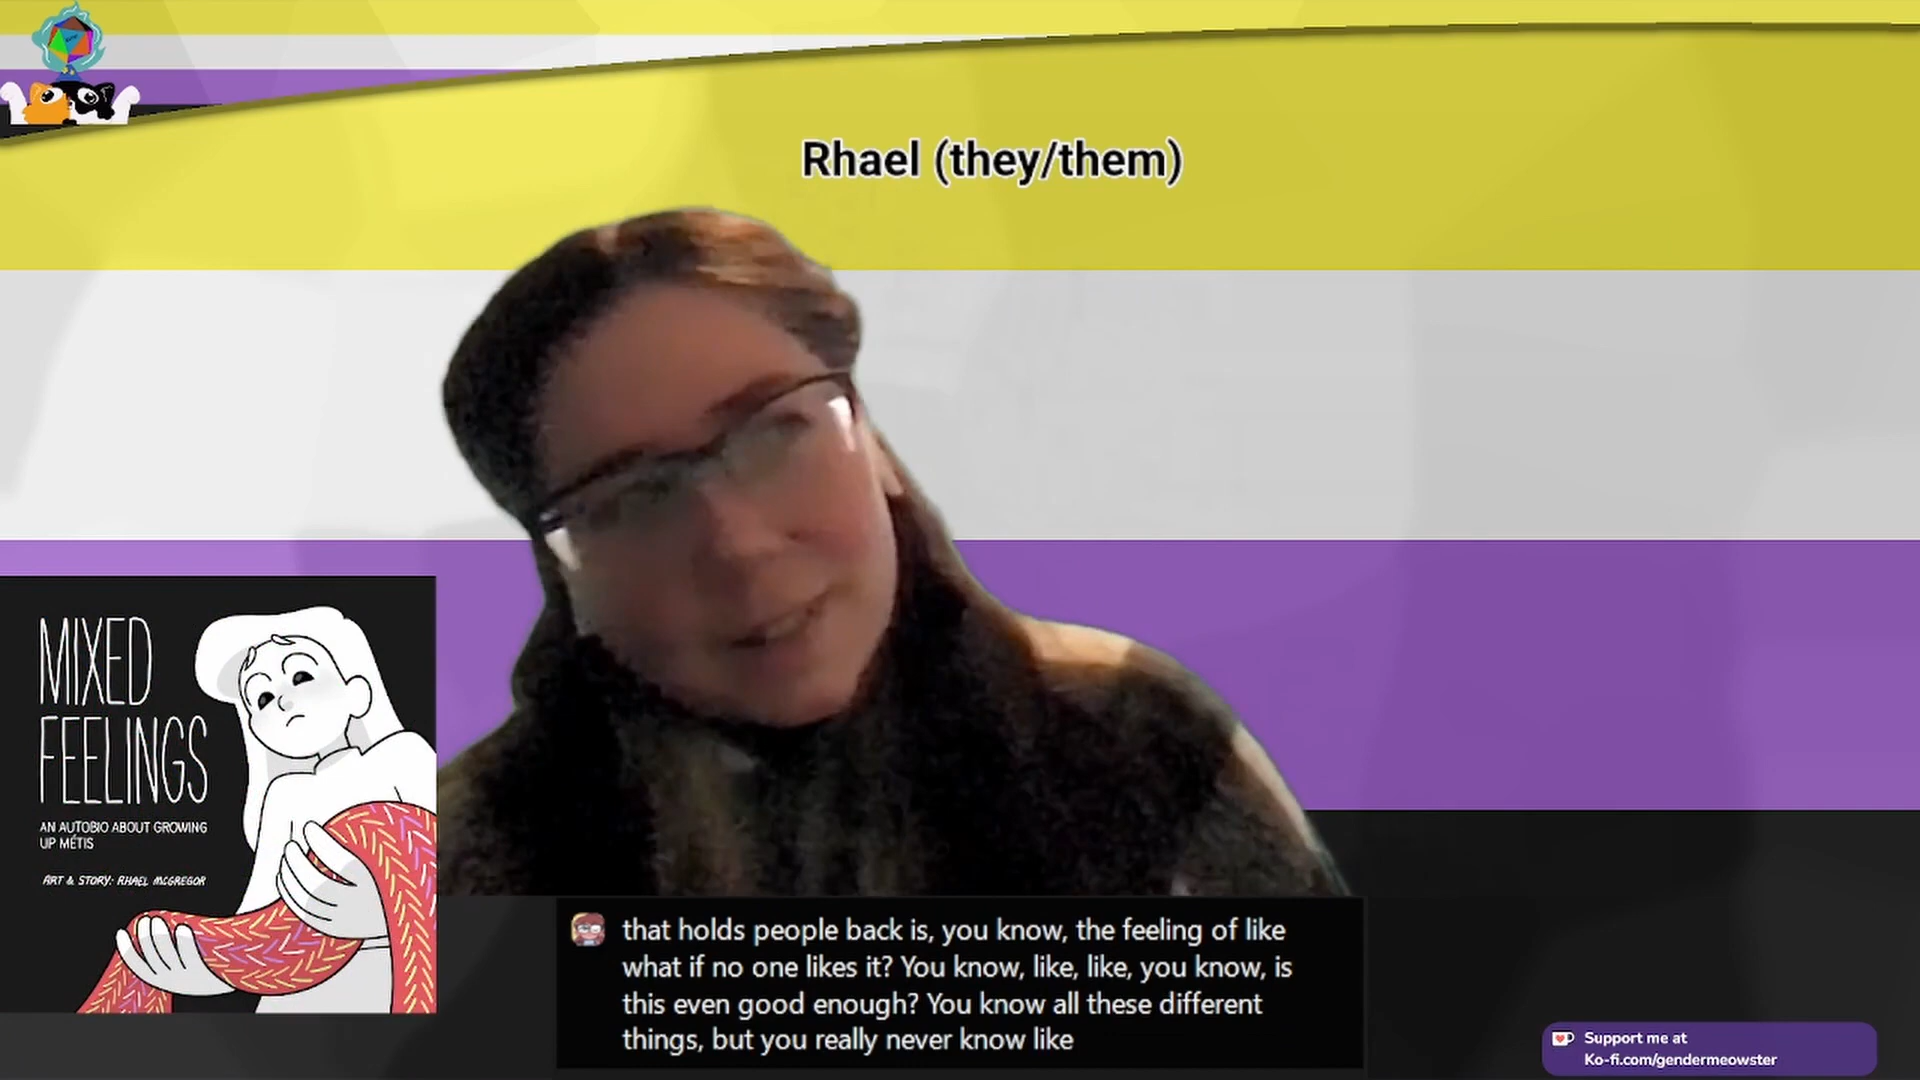 Rhael (they/them)
MIXED
FEELINGS
AN AUTOBIO ABOUT GROWING
UP MÉTIS
ART & STORY: RHAEL MCGREGOR
that holds people back is, you know, the feeling of like
what if no one likes it? You know, like, like, you know, is
this even good enough? You know all these different
things, but you really never know like
Support me at
Ko-fi.com/gendermeowster